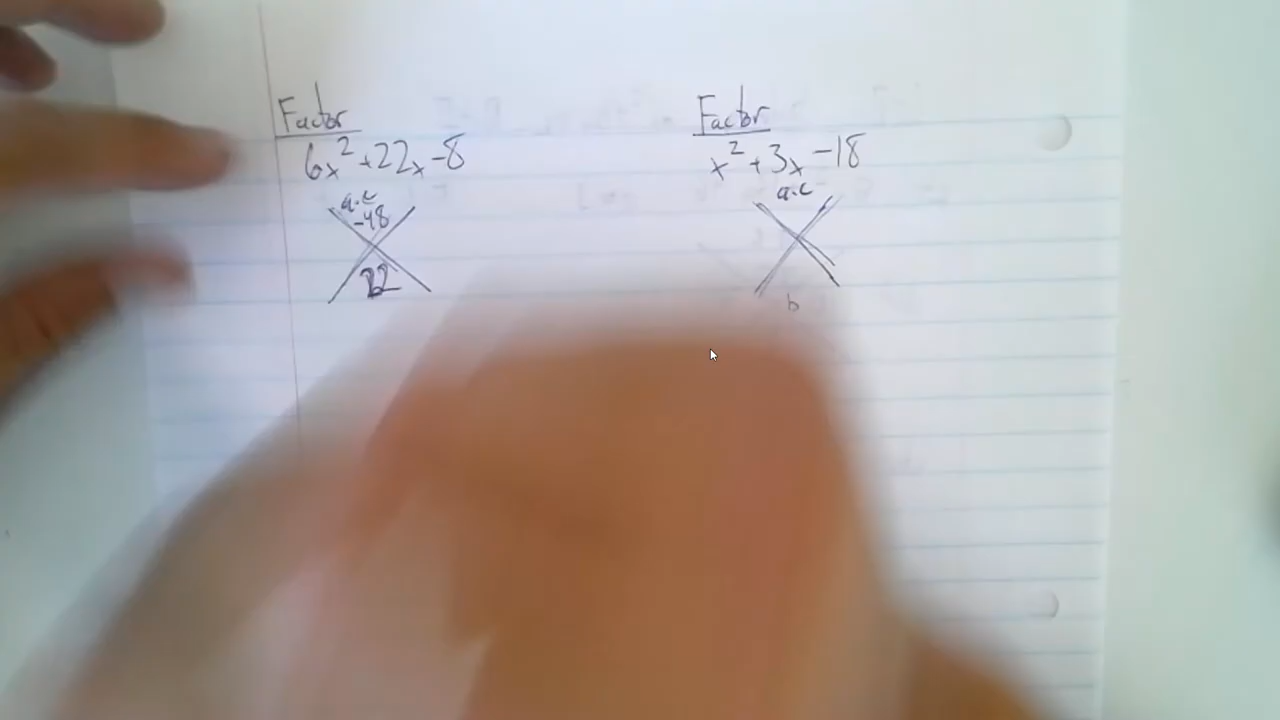 Factor
6x² + 22x - 8
a·c
-48
22
Factor
x² + 3x - 18
a·c
b